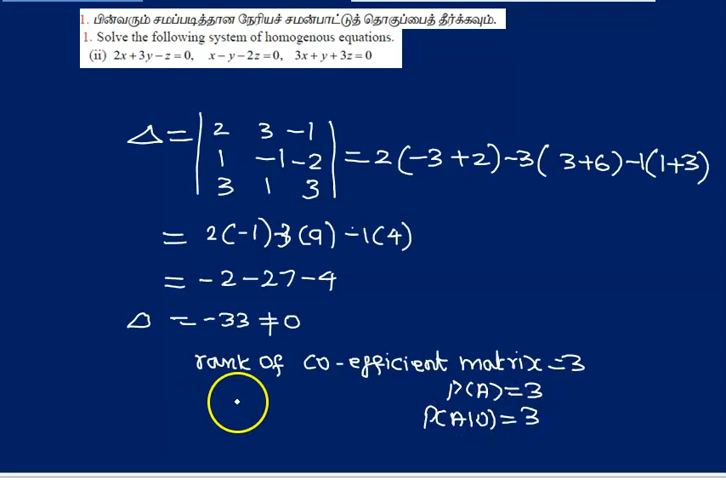 1. பின்வரும் சமப்படித்தான நேரியச் சமன்பாட்டுத் தொகுப்பைத் தீர்க்கவும்.
1. Solve the following system of homogenous equations.
(ii) 2x+3y−z=0, x−y−2z=0, 3x+y+3z=0
Δ = | 2 3 −1 |
| 1 −1 −2 | = 2(−3+2)−3(3+6)−1(1+3)
| 3 1 3 |
= 2(−1)−3(9)−1(4)
= −2−27−4
Δ = −33 ≠ 0
rank of co-efficient matrix = 3
ρ(A) = 3
ρ(A|0) = 3